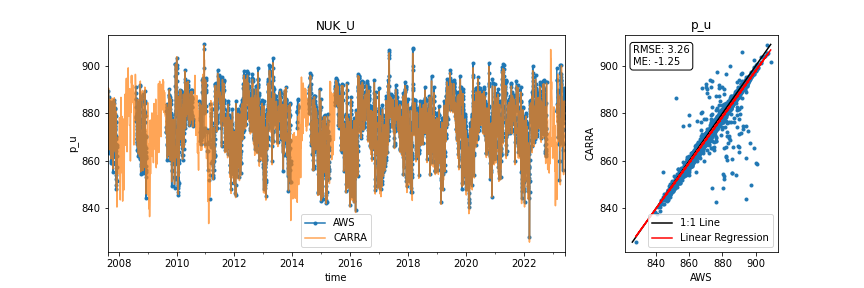 NUK_U
p_u
900
880
860
840
2008
2010
2012
2014
2016
2018
2020
2022
time
AWS
CARRA
p_u
CARRA
900
880
860
840
RMSE: 3.26
ME: -1.25
1:1 Line
Linear Regression
840
860
880
900
AWS